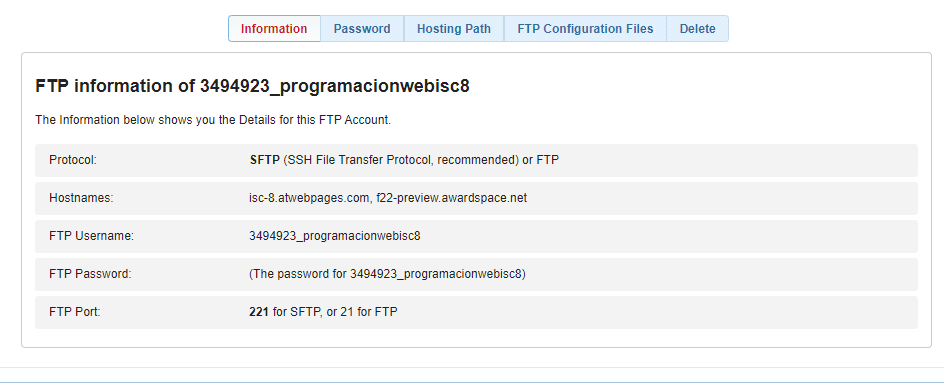 Information Password Hosting Path FTP Configuration Files Delete
FTP information of 3494923_programacionwebisc8
The Information below shows you the Details for this FTP Account.
Protocol: SFTP (SSH File Transfer Protocol, recommended) or FTP
Hostnames: isc-8.atwebpages.com, f22-preview.awardspace.net
FTP Username: 3494923_programacionwebisc8
FTP Password: (The password for 3494923_programacionwebisc8)
FTP Port: 221 for SFTP, or 21 for FTP